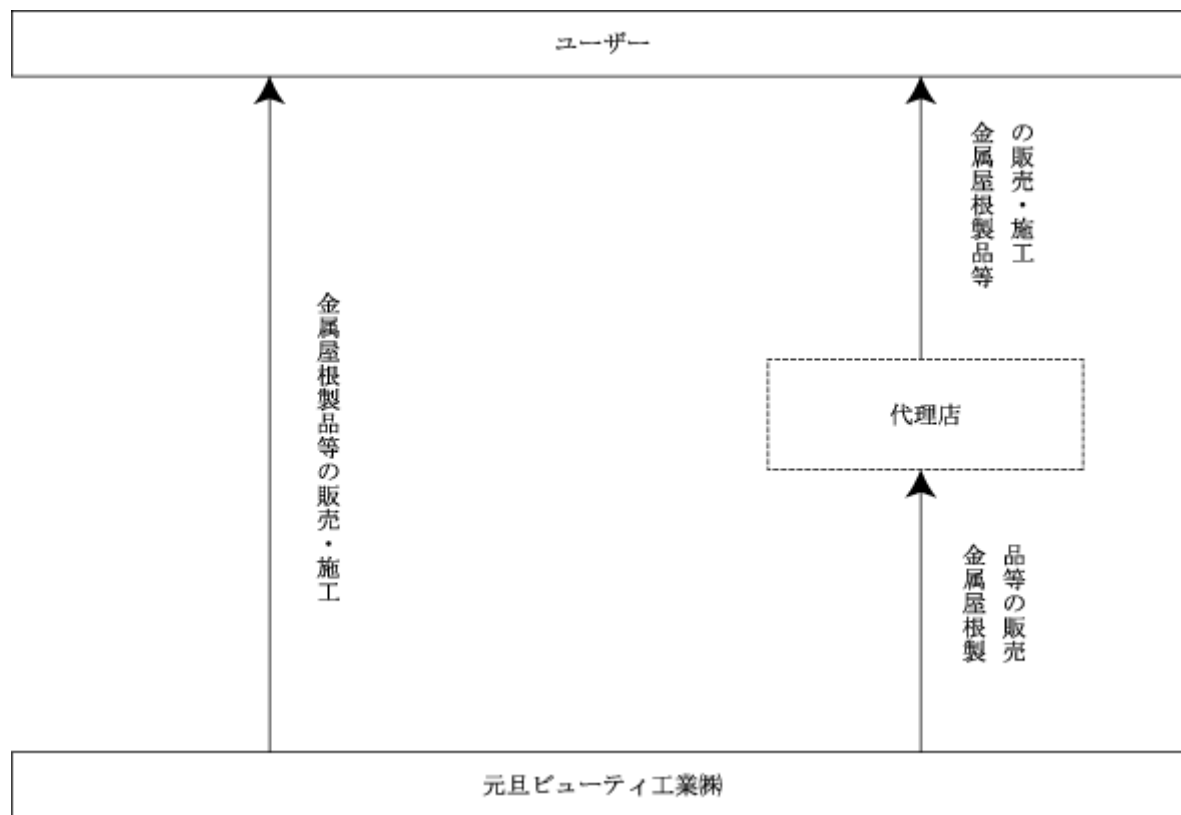 ユーザー
金属屋根製品等
の販売・施工
金属屋根製品等の販売・施工
代理店
金属屋根製
品等の販売
元旦ビューティ工業㈱